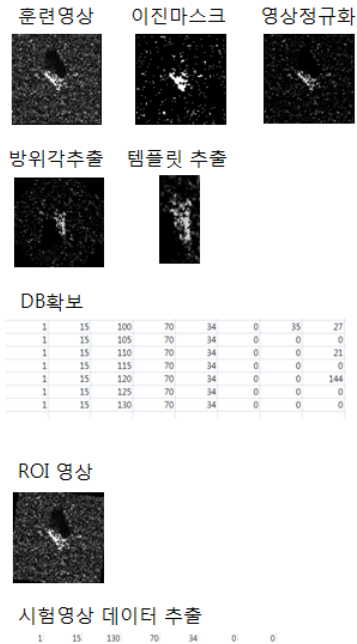 훈련영상 이진마스크 영상정규화
방위각추출 템플릿 추출
DB확보
1 15 100 70 34 0 35 27
1 15 105 70 34 0 0 0
1 15 110 70 34 0 0 21
1 15 115 70 34 0 0 0
1 15 120 70 34 0 0 144
1 15 125 70 34 0 0 0
1 15 130 70 34 0 0 0
ROI 영상
시험영상 데이터 추출
1 15 130 70 34 0 0